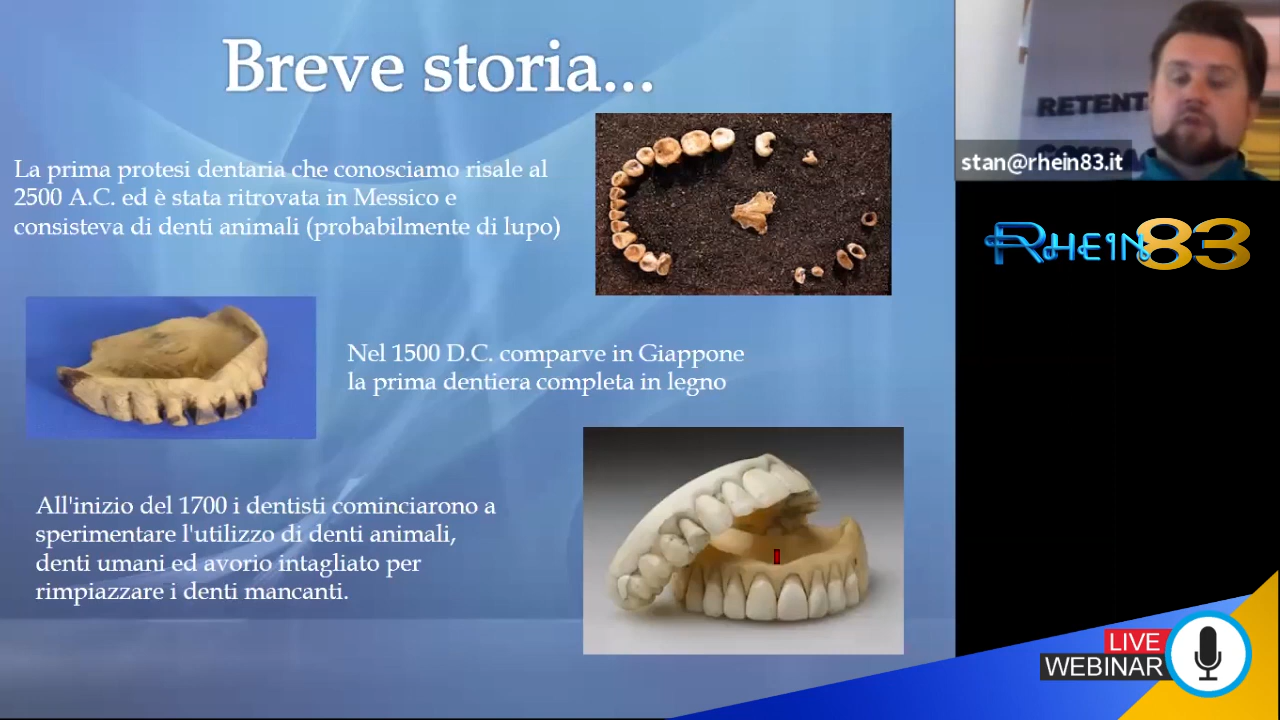 Breve storia...
La prima protesi dentaria che conosciamo risale al
2500 A.C. ed è stata ritrovata in Messico e
consisteva di denti animali (probabilmente di lupo)
Nel 1500 D.C. comparve in Giappone
la prima dentiera completa in legno
All'inizio del 1700 i dentisti cominciarono a
sperimentare l'utilizzo di denti animali,
denti umani ed avorio intagliato per
rimpiazzare i denti mancanti.
RETENT
stan@rhein83.it
RHEIN83
LIVE
WEBINAR